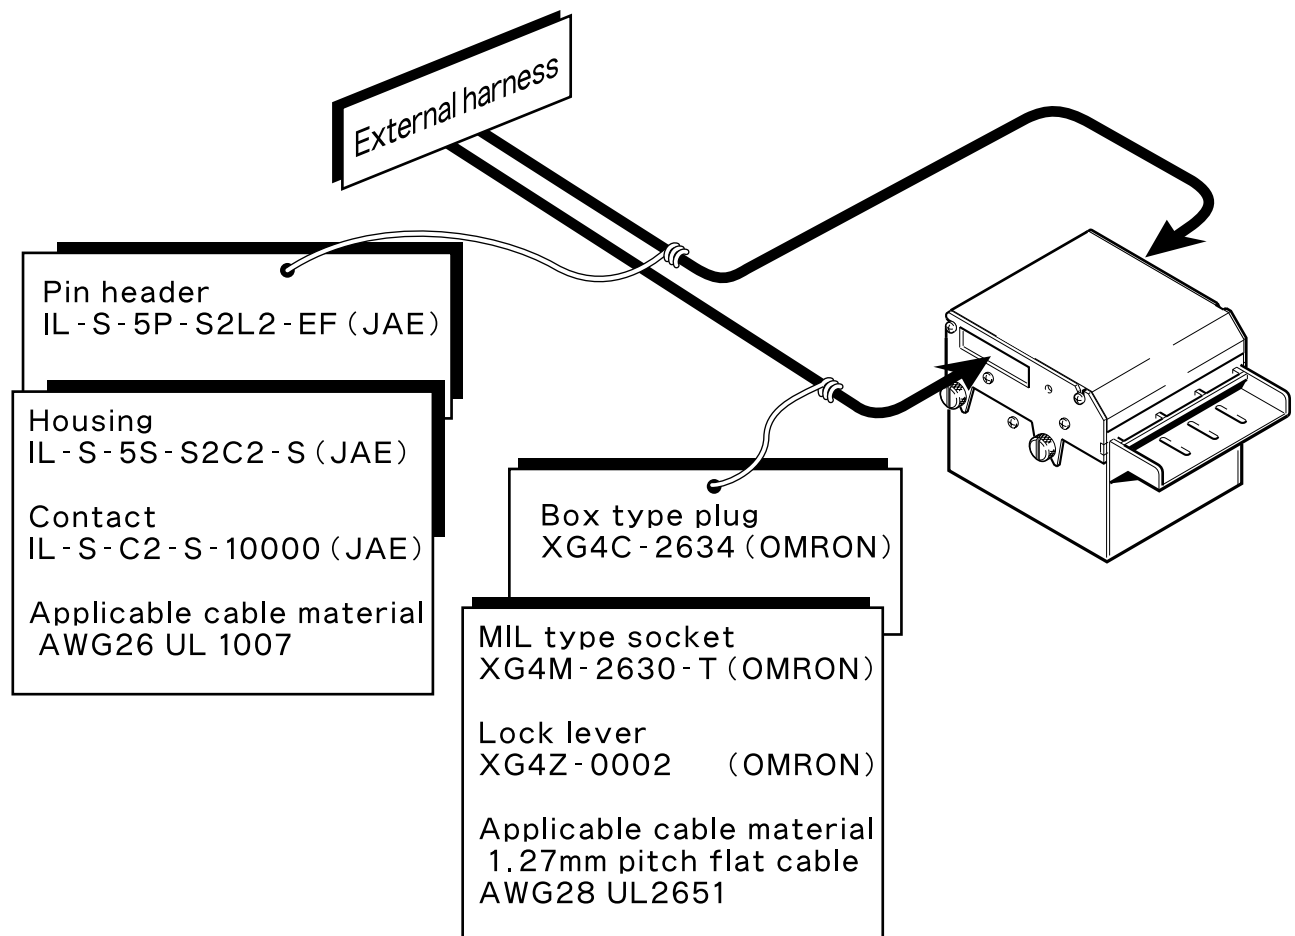 External harness
Pin header
IL-S-5P-S2L2-EF (JAE)
Housing
IL-S-5S-S2C2-S (JAE)
Contact
IL-S-C2-S-10000 (JAE)
Applicable cable material
AWG26 UL 1007
Box type plug
XG4C-2634 (OMRON)
MIL type socket
XG4M-2630-T (OMRON)
Lock lever
XG4Z-0002 (OMRON)
Applicable cable material
1.27mm pitch flat cable
AWG28 UL2651